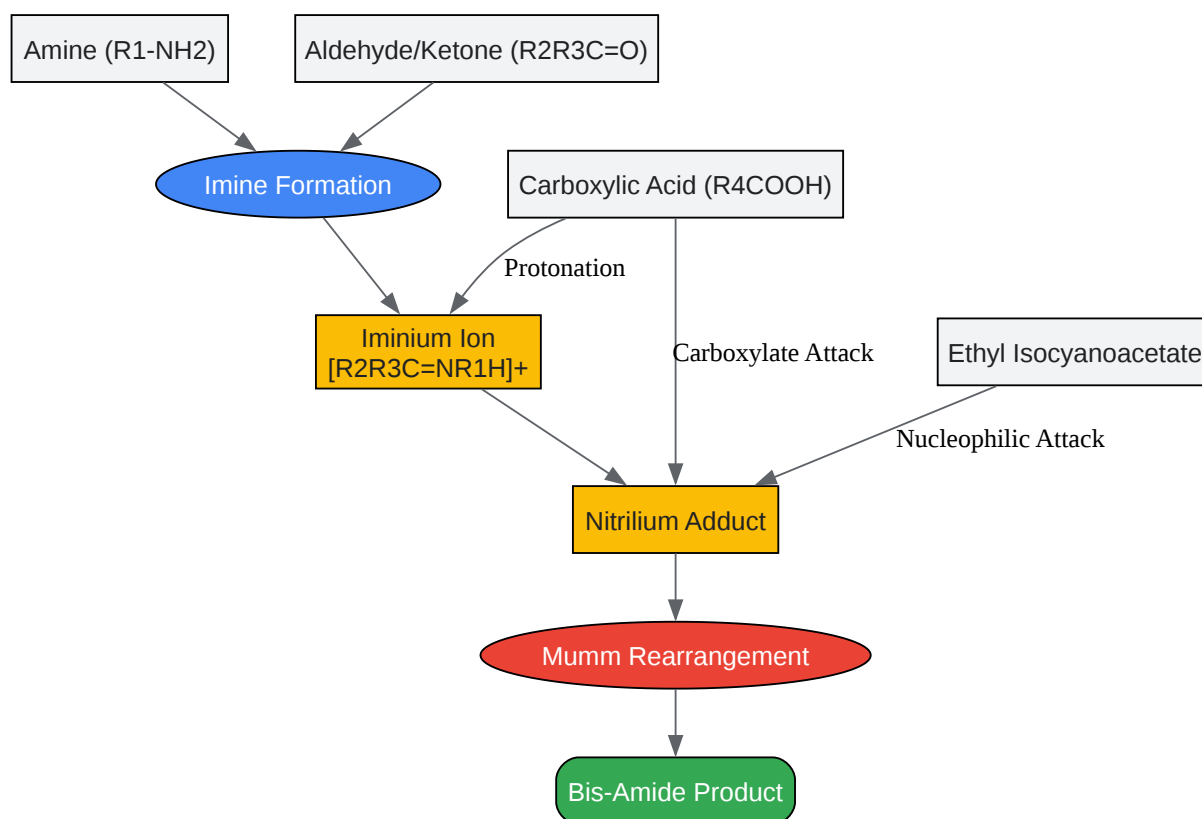 Amine (R1-NH2)
Aldehyde/Ketone (R2R3C=O)
Imine Formation
Carboxylic Acid (R4COOH)
Protonation
Iminium Ion
[R2R3C=NR1H]+
Carboxylate Attack
Ethyl Isocyanoacetate
Nucleophilic Attack
Nitrilium Adduct
Mumm Rearrangement
Bis-Amide Product